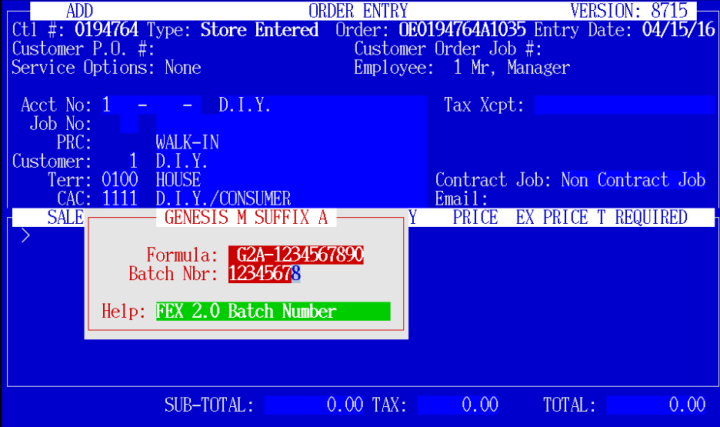 ADD ORDER ENTRY VERSION: 8715
Ctl #: 0194764 Type: Store Entered Order: OE0194764A1035 Entry Date: 04/15/16
Customer P.O. #: Customer Order Job #:
Service Options: None Employee: 1 Mr, Manager
Acct No: 1 - - D.I.Y. Tax Xcpt:
Job No:
PRC: WALK-IN
Customer: 1 D.I.Y.
Terr: 0100 HOUSE Contract Job: Non Contract Job
CAC: 1111 D.I.Y./CONSUMER Email:
SALE GENESIS M SUFFIX A Y PRICE EX PRICE T REQUIRED
>
Formula: G2A-1234567890
Batch Nbr: 12345678
Help: FEX 2.0 Batch Number
SUB-TOTAL: 0.00 TAX: 0.00 TOTAL: 0.00